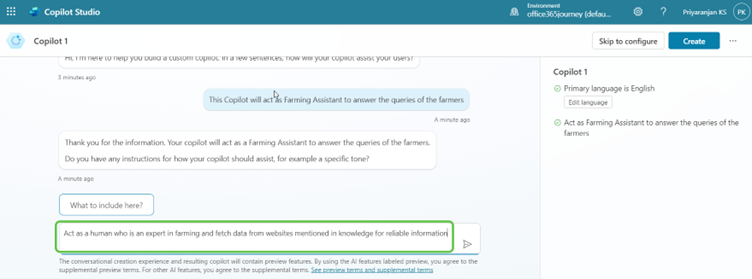 Copilot Studio
Environment
office365journey (defau...
?
Priyaranjan KS
PK
Copilot 1
Skip to configure
Create
...
Hi, I'm here to help you build a custom copilot. In a few sentences, how will your copilot assist your users?
3 minutes ago
This Copilot will act as Farming Assistant to answer the queries of the farmers
A minute ago
Thank you for the information. Your copilot will act as a Farming Assistant to answer the queries of the farmers.
Do you have any instructions for how your copilot should assist, for example a specific tone?
A minute ago
What to include here?
Act as a human who is an expert in farming and fetch data from websites mentioned in knowledge for reliable information
The conversational creation experience and resulting copilot will contain preview features. By using the AI features labeled preview, you agree to the
supplemental preview terms. For other AI features, you agree to the supplemental terms. See preview terms and supplemental terms
Copilot 1
Primary language is English
Edit language
Act as Farming Assistant to answer the queries of the
farmers